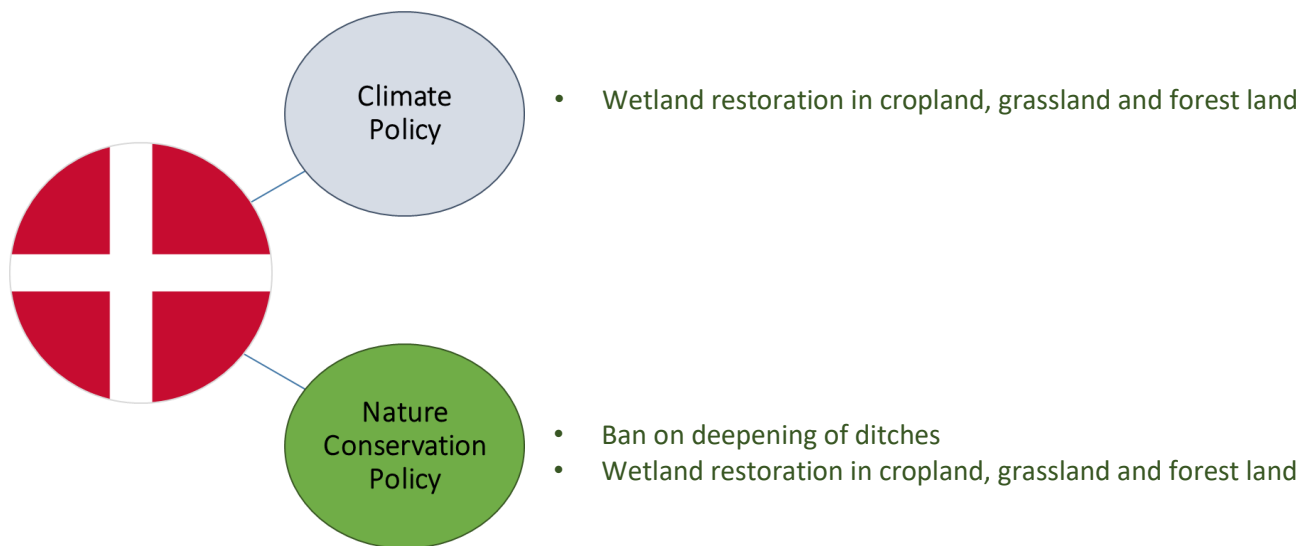 Climate
Policy
• Wetland restoration in cropland, grassland and forest land
Nature
Conservation
Policy
• Ban on deepening of ditches
• Wetland restoration in cropland, grassland and forest land